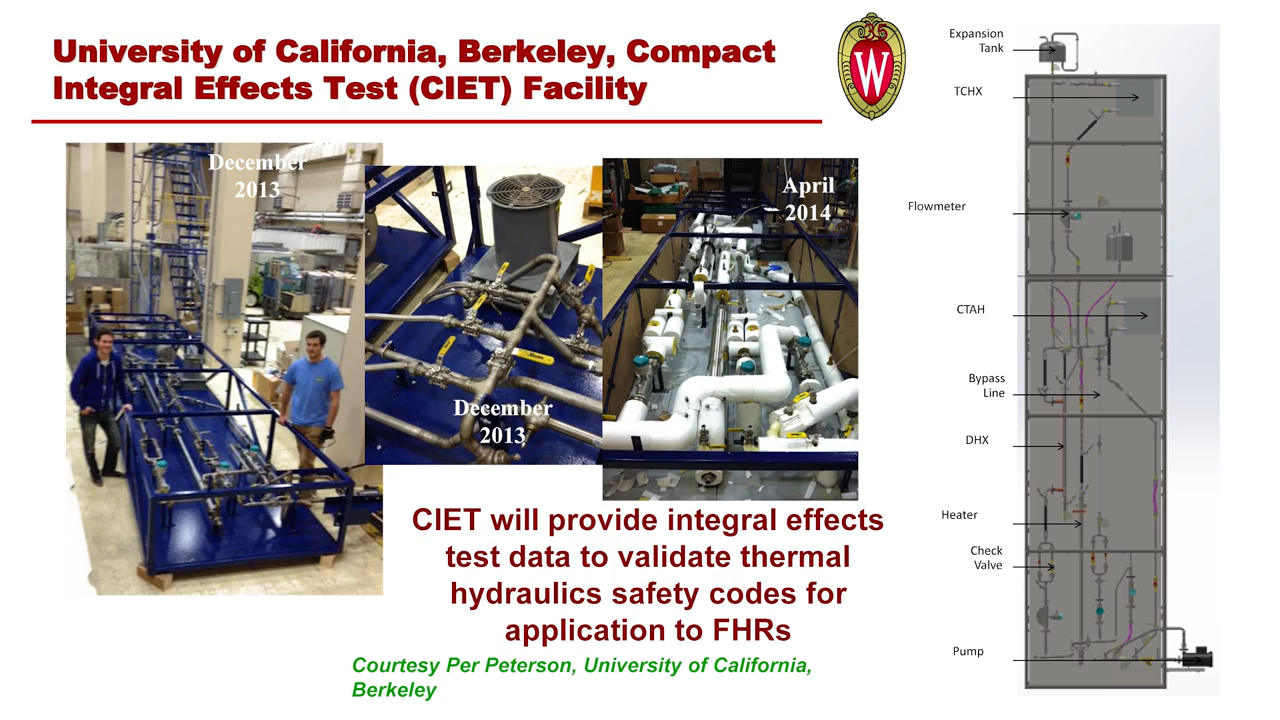 University of California, Berkeley, Compact
Integral Effects Test (CIET) Facility
W
December
2013
December
2013
April
2014
CIET will provide integral effects
test data to validate thermal
hydraulics safety codes for
application to FHRs
Courtesy Per Peterson, University of California,
Berkeley
Expansion
Tank
TCHX
Flowmeter
CTAH
Bypass
Line
DHX
Heater
Check
Valve
Pump